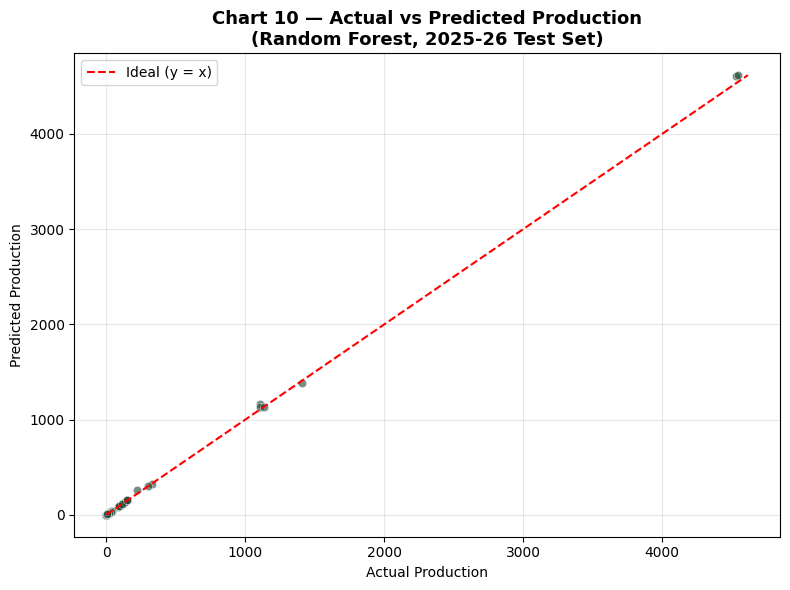 Chart 10 — Actual vs Predicted Production
(Random Forest, 2025-26 Test Set)
Ideal (y = x)
4000
3000
2000
1000
0
Predicted Production
0
1000
2000
3000
4000
Actual Production